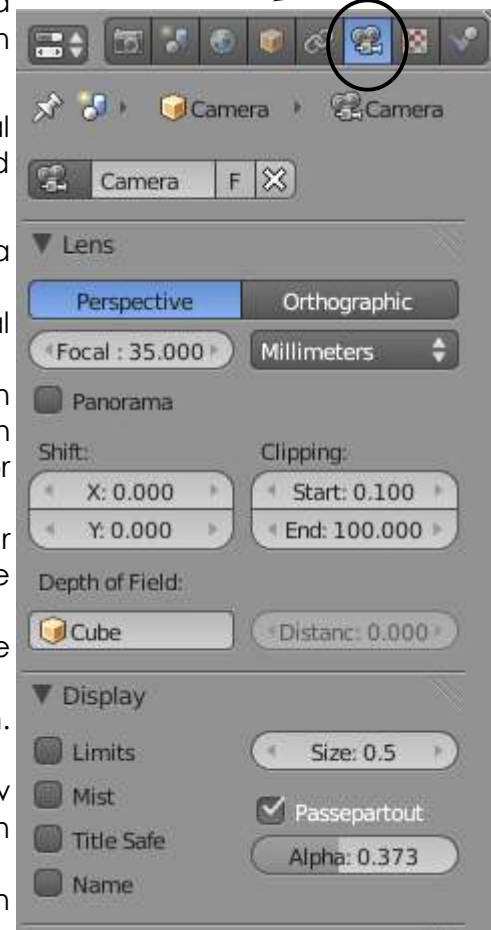 Camera Camera
Camera F
Lens
Perspective Orthographic
Focal : 35.000 Millimeters
Panorama
Shift: Clipping:
X: 0.000 Start: 0.100
Y: 0.000 End: 100.000
Depth of Field:
Cube Distanc: 0.000
Display
Limits Size: 0.5
Mist Passepartout
Title Safe Alpha: 0.373
Name